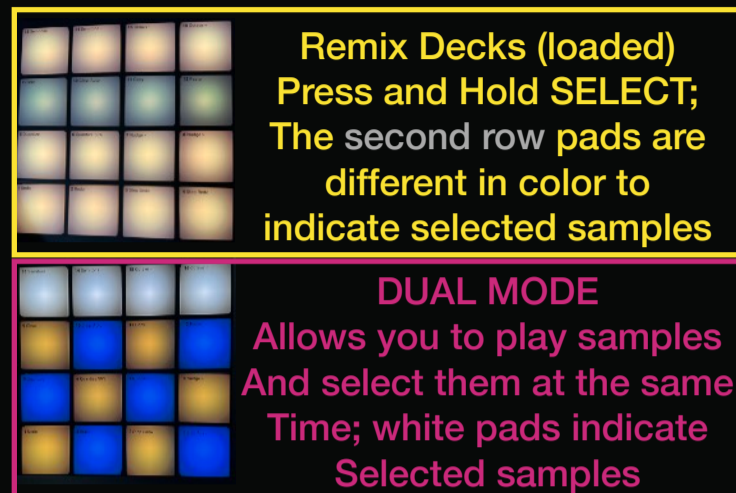 Remix Decks (loaded)
Press and Hold SELECT;
The second row pads are
different in color to
indicate selected samples
DUAL MODE
Allows you to play samples
And select them at the same
Time; white pads indicate
Selected samples